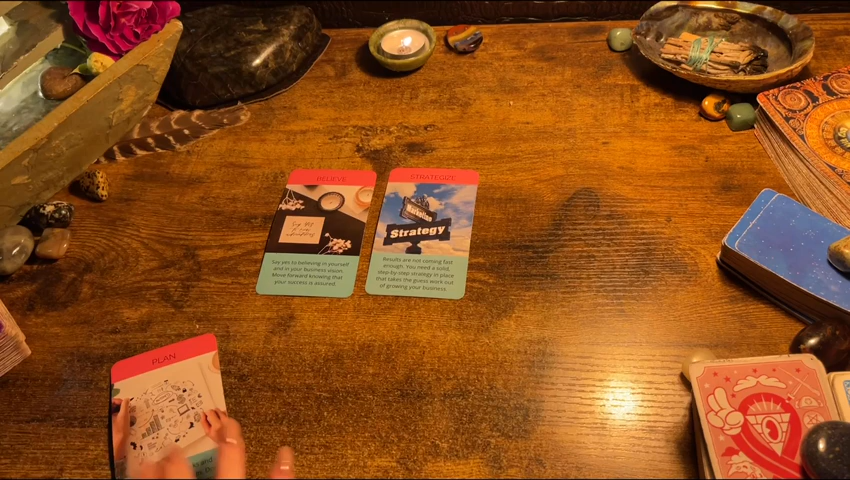 BELIEVE
Say yes to believing in yourself
and in your business vision.
Move forward knowing that
your success is assured.
STRATEGIZE
Marketing
Strategy
Results are not coming fast
enough. You need a solid,
step-by-step strategy in place
that takes the guess work out
of growing your business.
PLAN